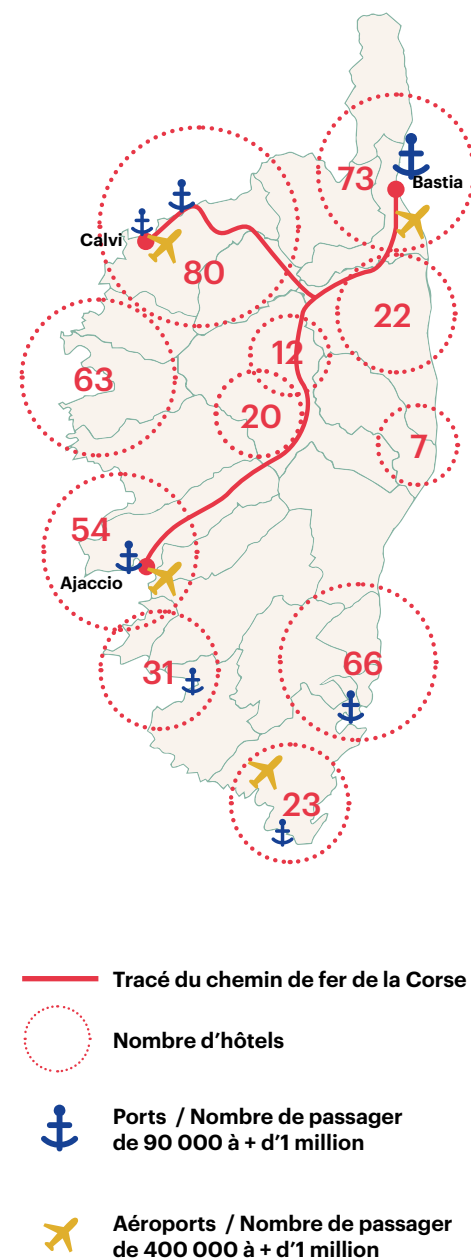 73
Bastia
Calvi
80
22
12
63
20
7
54
Ajaccio
31
66
23
Tracé du chemin de fer de la Corse
Nombre d'hôtels
Ports / Nombre de passager
de 90 000 à + d'1 million
Aéroports / Nombre de passager
de 400 000 à + d'1 million